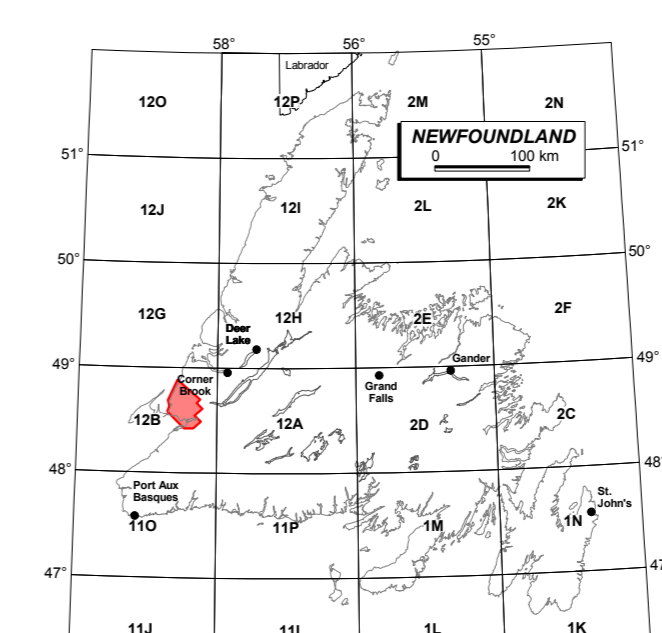 58° 56° 55°
Labrador
12O 12P 2M 2N
NEWFOUNDLAND
0 100 km
51° 51°
12J 12I 2L 2K
50° 50°
12G 12H 2E 2F
Deer
Lake
49° Gander 49°
Corner
Brook
Grand
Falls
12B 12A 2D 2C
48° 48°
Port Aux
Basques
St.
John's
11O 11P 1M 1N
47° 47
11J 11I 1L 1K